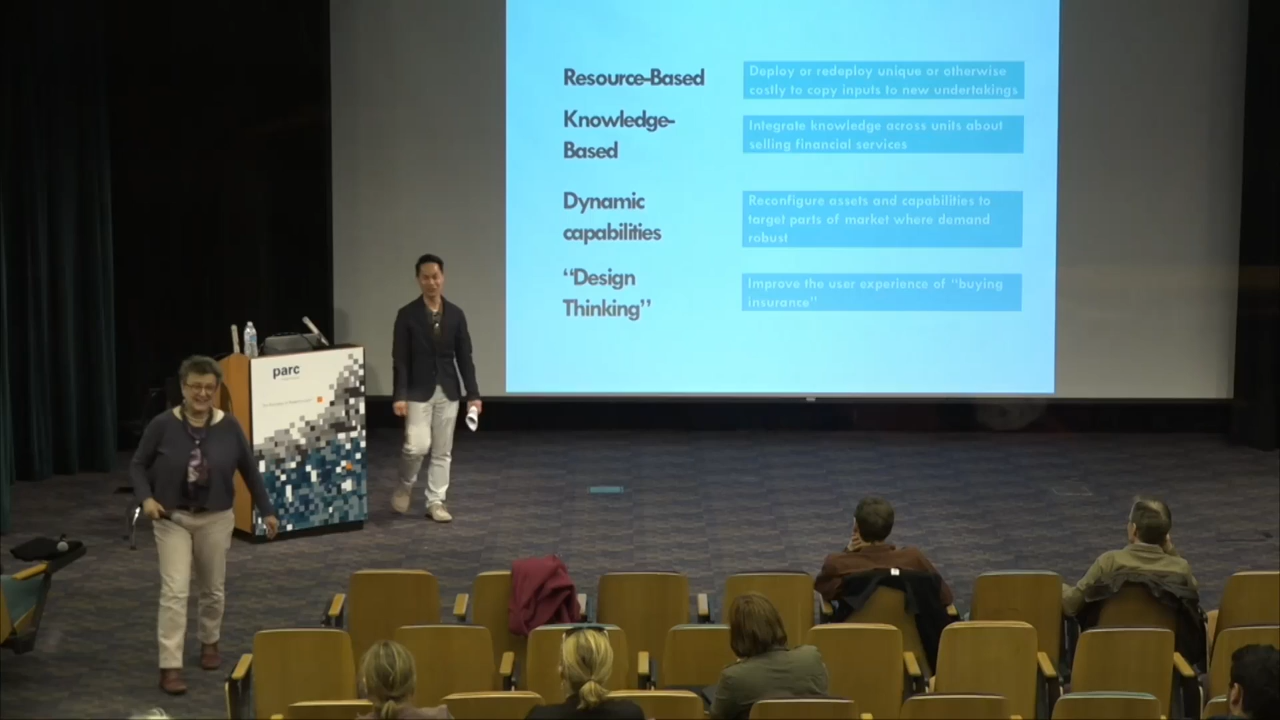 Resource-Based
Deploy or redeploy unique or otherwise
costly to copy inputs to new undertakings
Knowledge-
Based
Integrate knowledge across units about
selling financial services
Dynamic
capabilities
Reconfigure assets and capabilities to
target parts of market where demand
robust
“Design
Thinking”
Improve the user experience of "buying
insurance"
parc